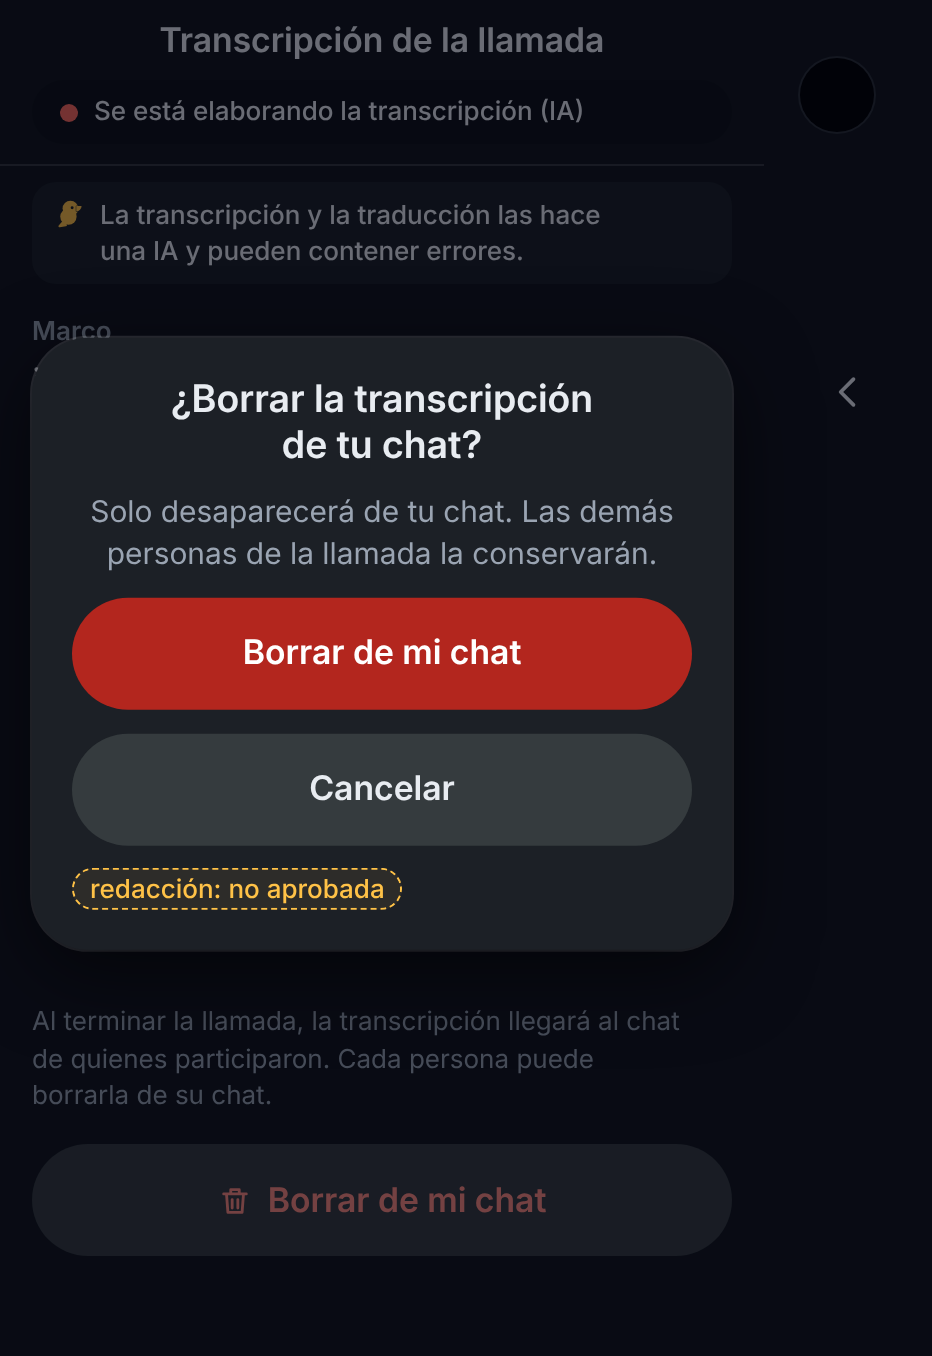 Transcripción de la llamada
Se está elaborando la transcripción (IA)
La transcripción y la traducción las hace
una IA y pueden contener errores.
Marco
¿Borrar la transcripción
de tu chat?
Solo desaparecerá de tu chat. Las demás
personas de la llamada la conservarán.
Borrar de mi chat
Cancelar
redacción: no aprobada
Al terminar la llamada, la transcripción llegará al chat
de quienes participaron. Cada persona puede
borrarla de su chat.
Borrar de mi chat